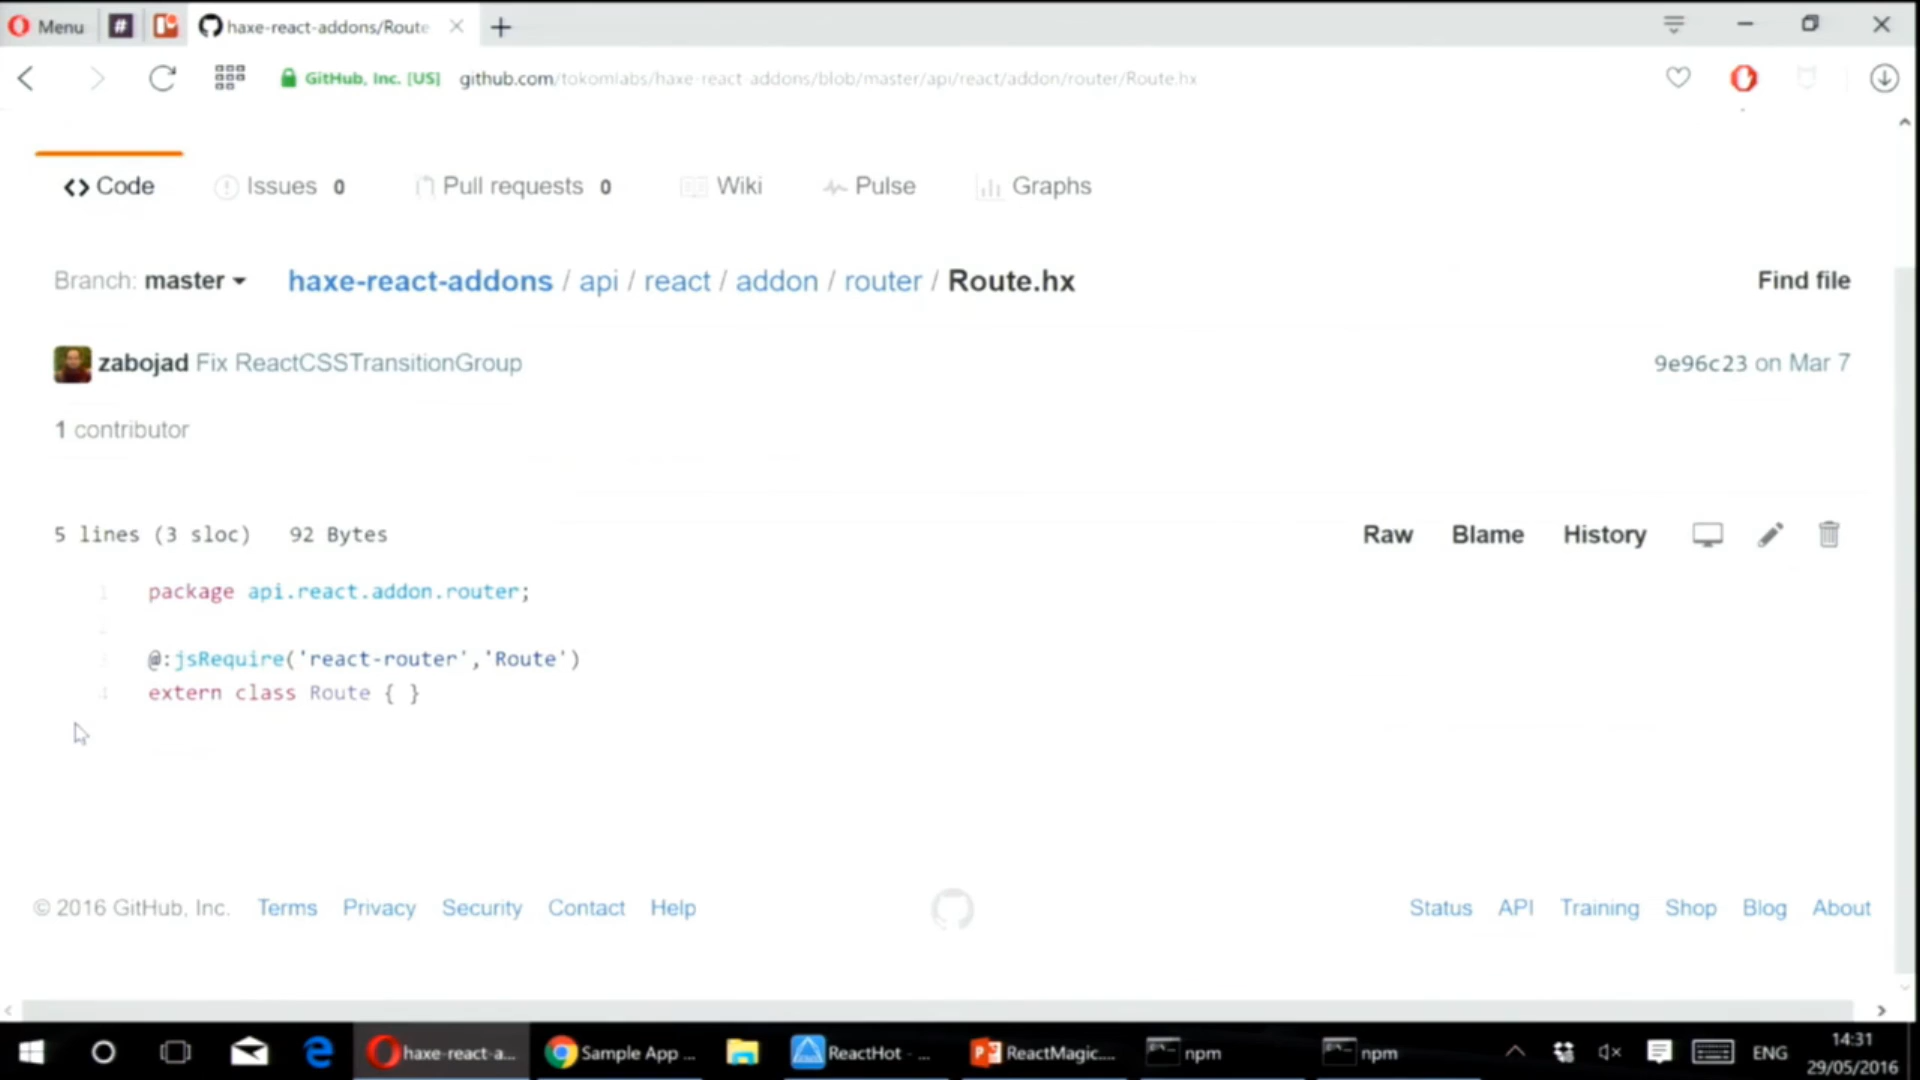 Menu # haxe-react-addons/Route
GitHub, Inc. [US] github.com/tokomlabs/haxe-react-addons/blob/master/api/react/addon/router/Route.hx
Code Issues 0 Pull requests 0 Wiki Pulse Graphs
Branch: master haxe-react-addons / api / react / addon / router / Route.hx Find file
zabojad Fix ReactCSSTransitionGroup 9e96c23 on Mar 7
1 contributor
5 lines (3 sloc) 92 Bytes Raw Blame History
1 package api.react.addon.router;
3 @:jsRequire('react-router','Route')
4 extern class Route { }
© 2016 GitHub, Inc. Terms Privacy Security Contact Help Status API Training Shop Blog About
haxe-react-a... Sample App ... ReactHot - ... ReactMagic.... npm npm ENG 14:31
29/05/2016